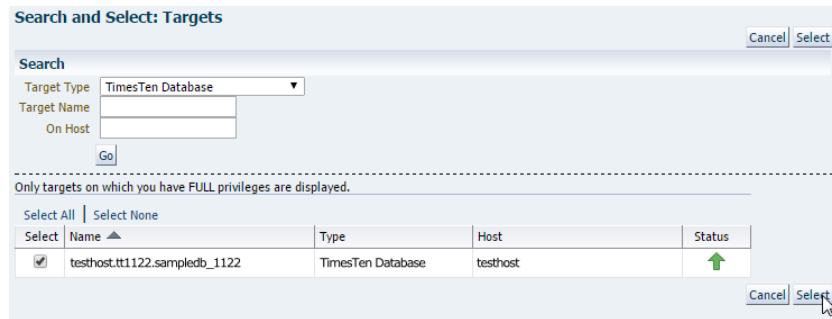 Search and Select: Targets
Cancel Select
Search
Target Type TimesTen Database
Target Name
On Host
Go
Only targets on which you have FULL privileges are displayed.
Select All | Select None
Select Name Type Host Status
testhost.tt1122.sampledb_1122 TimesTen Database testhost
Cancel Select